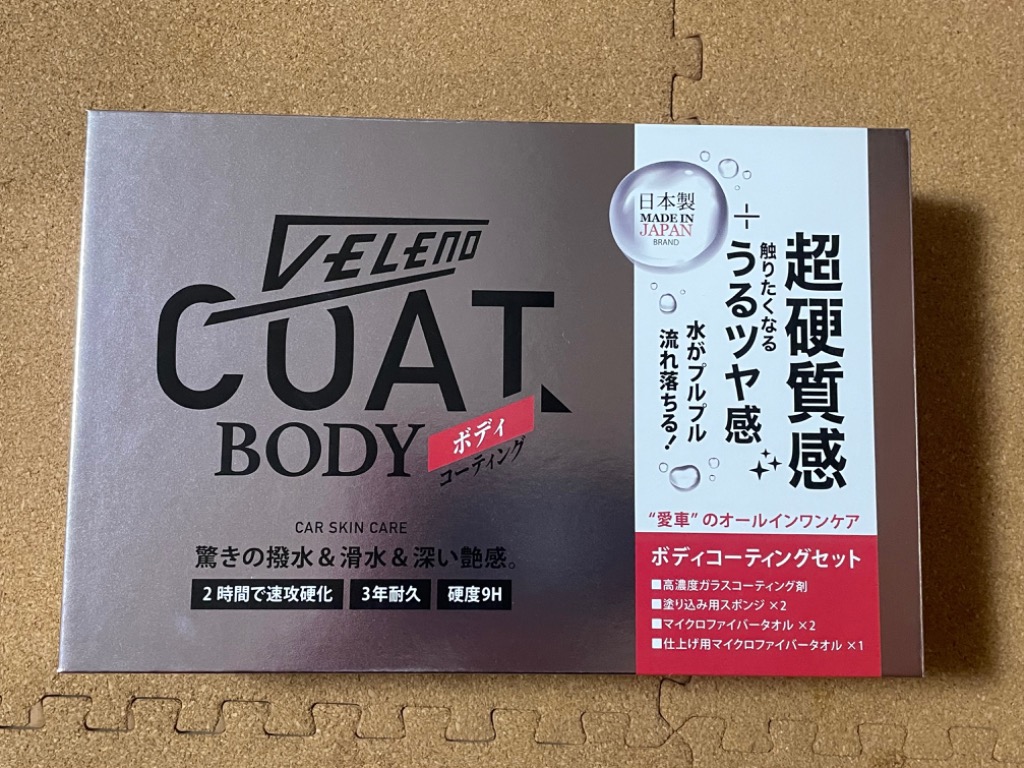 VELENO
COAT
BODY
ボディ
コーティング
CAR SKIN CARE
驚きの撥水&滑水&深い艶感。
2時間で速攻硬化
3年耐久
硬度9H
日本製
MADE IN
JAPAN
BRAND
超硬質感
+
触りたくなる
うるツヤ感
水がプルプル
流れ落ちる!
“愛車”のオールインワンケア
ボディコーティングセット
■高濃度ガラスコーティング剤
■塗り込み用スポンジ ×2
■マイクロファイバータオル ×2
■仕上げ用マイクロファイバータオル ×1